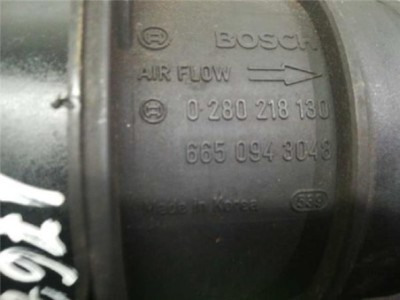 BOSCH
AIR FLOW
0 280 218 130
665 094 3048
Made in Korea